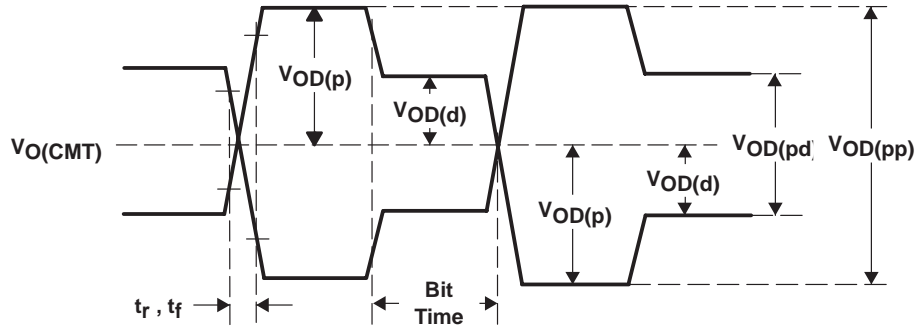 VOD(p)
VOD(d)
VO(CMT)
VOD(pd)
VOD(pp)
VOD(d)
VOD(p)
tr , tf
Bit
Time